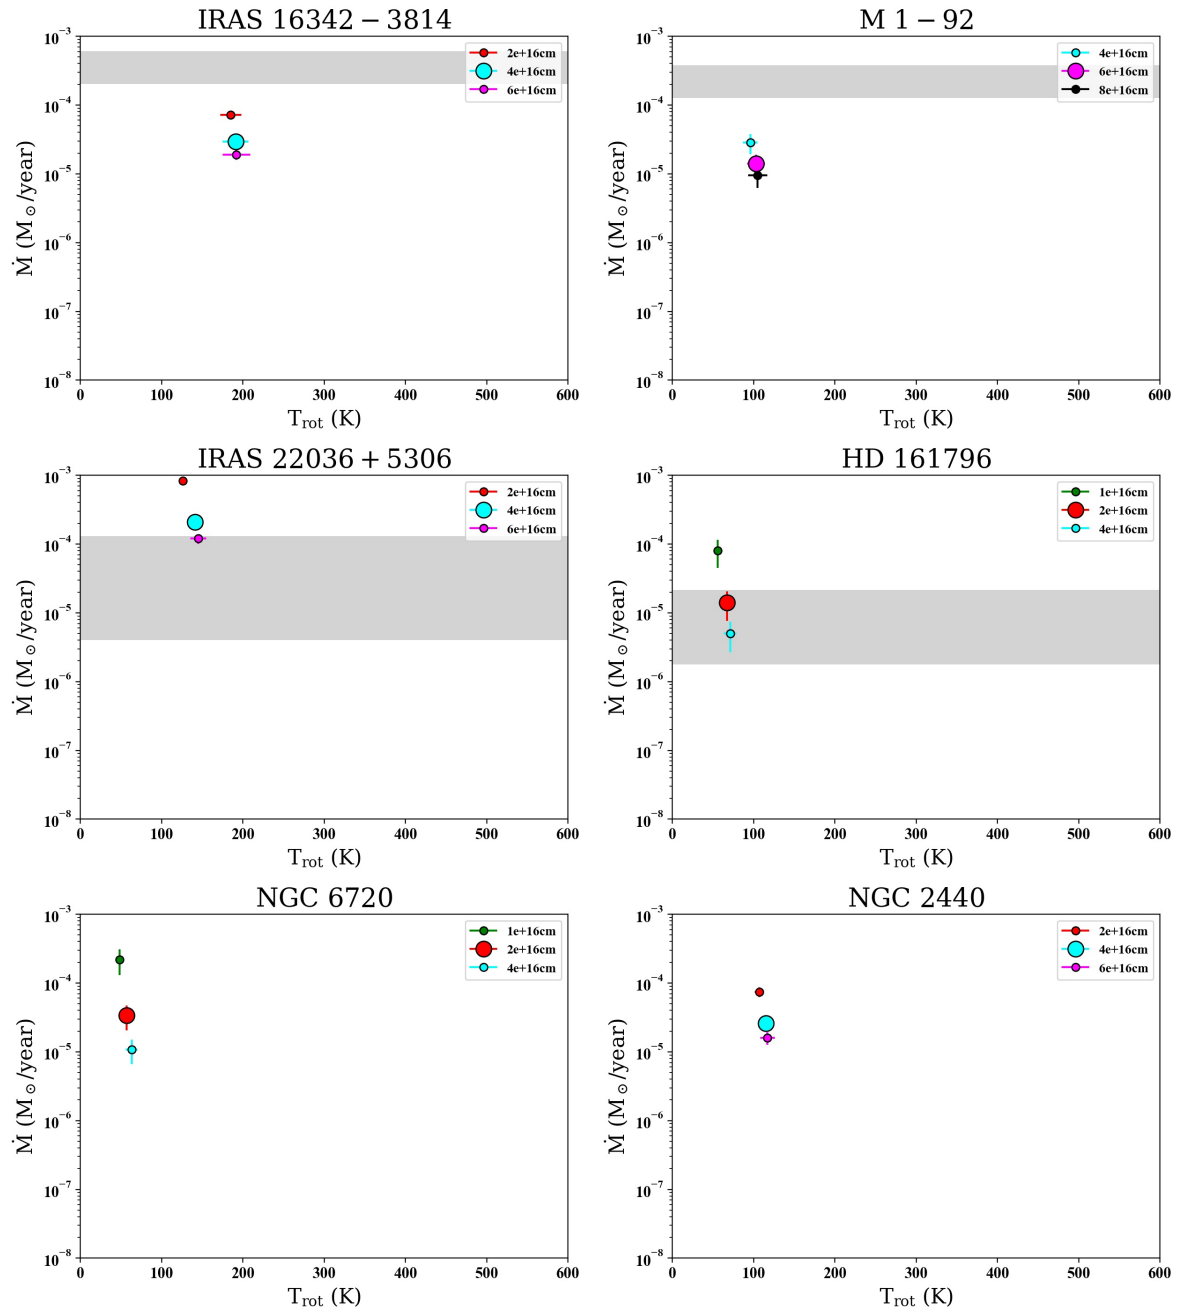 IRAS 16342 − 3814
10⁻³
10⁻⁴
10⁻⁵
10⁻⁶
10⁻⁷
10⁻⁸
Ṁ (M⊙/year)
2e+16cm
4e+16cm
6e+16cm
0 100 200 300 400 500 600
Trot (K)
M 1 − 92
10⁻³
10⁻⁴
10⁻⁵
10⁻⁶
10⁻⁷
10⁻⁸
Ṁ (M⊙/year)
4e+16cm
6e+16cm
8e+16cm
0 100 200 300 400 500 600
Trot (K)
IRAS 22036 + 5306
10⁻³
10⁻⁴
10⁻⁵
10⁻⁶
10⁻⁷
10⁻⁸
Ṁ (M⊙/year)
2e+16cm
4e+16cm
6e+16cm
0 100 200 300 400 500 600
Trot (K)
HD 161796
10⁻³
10⁻⁴
10⁻⁵
10⁻⁶
10⁻⁷
10⁻⁸
Ṁ (M⊙/year)
1e+16cm
2e+16cm
4e+16cm
0 100 200 300 400 500 600
Trot (K)
NGC 6720
10⁻³
10⁻⁴
10⁻⁵
10⁻⁶
10⁻⁷
10⁻⁸
Ṁ (M⊙/year)
1e+16cm
2e+16cm
4e+16cm
0 100 200 300 400 500 600
Trot (K)
NGC 2440
10⁻³
10⁻⁴
10⁻⁵
10⁻⁶
10⁻⁷
10⁻⁸
Ṁ (M⊙/year)
2e+16cm
4e+16cm
6e+16cm
0 100 200 300 400 500 600
Trot (K)